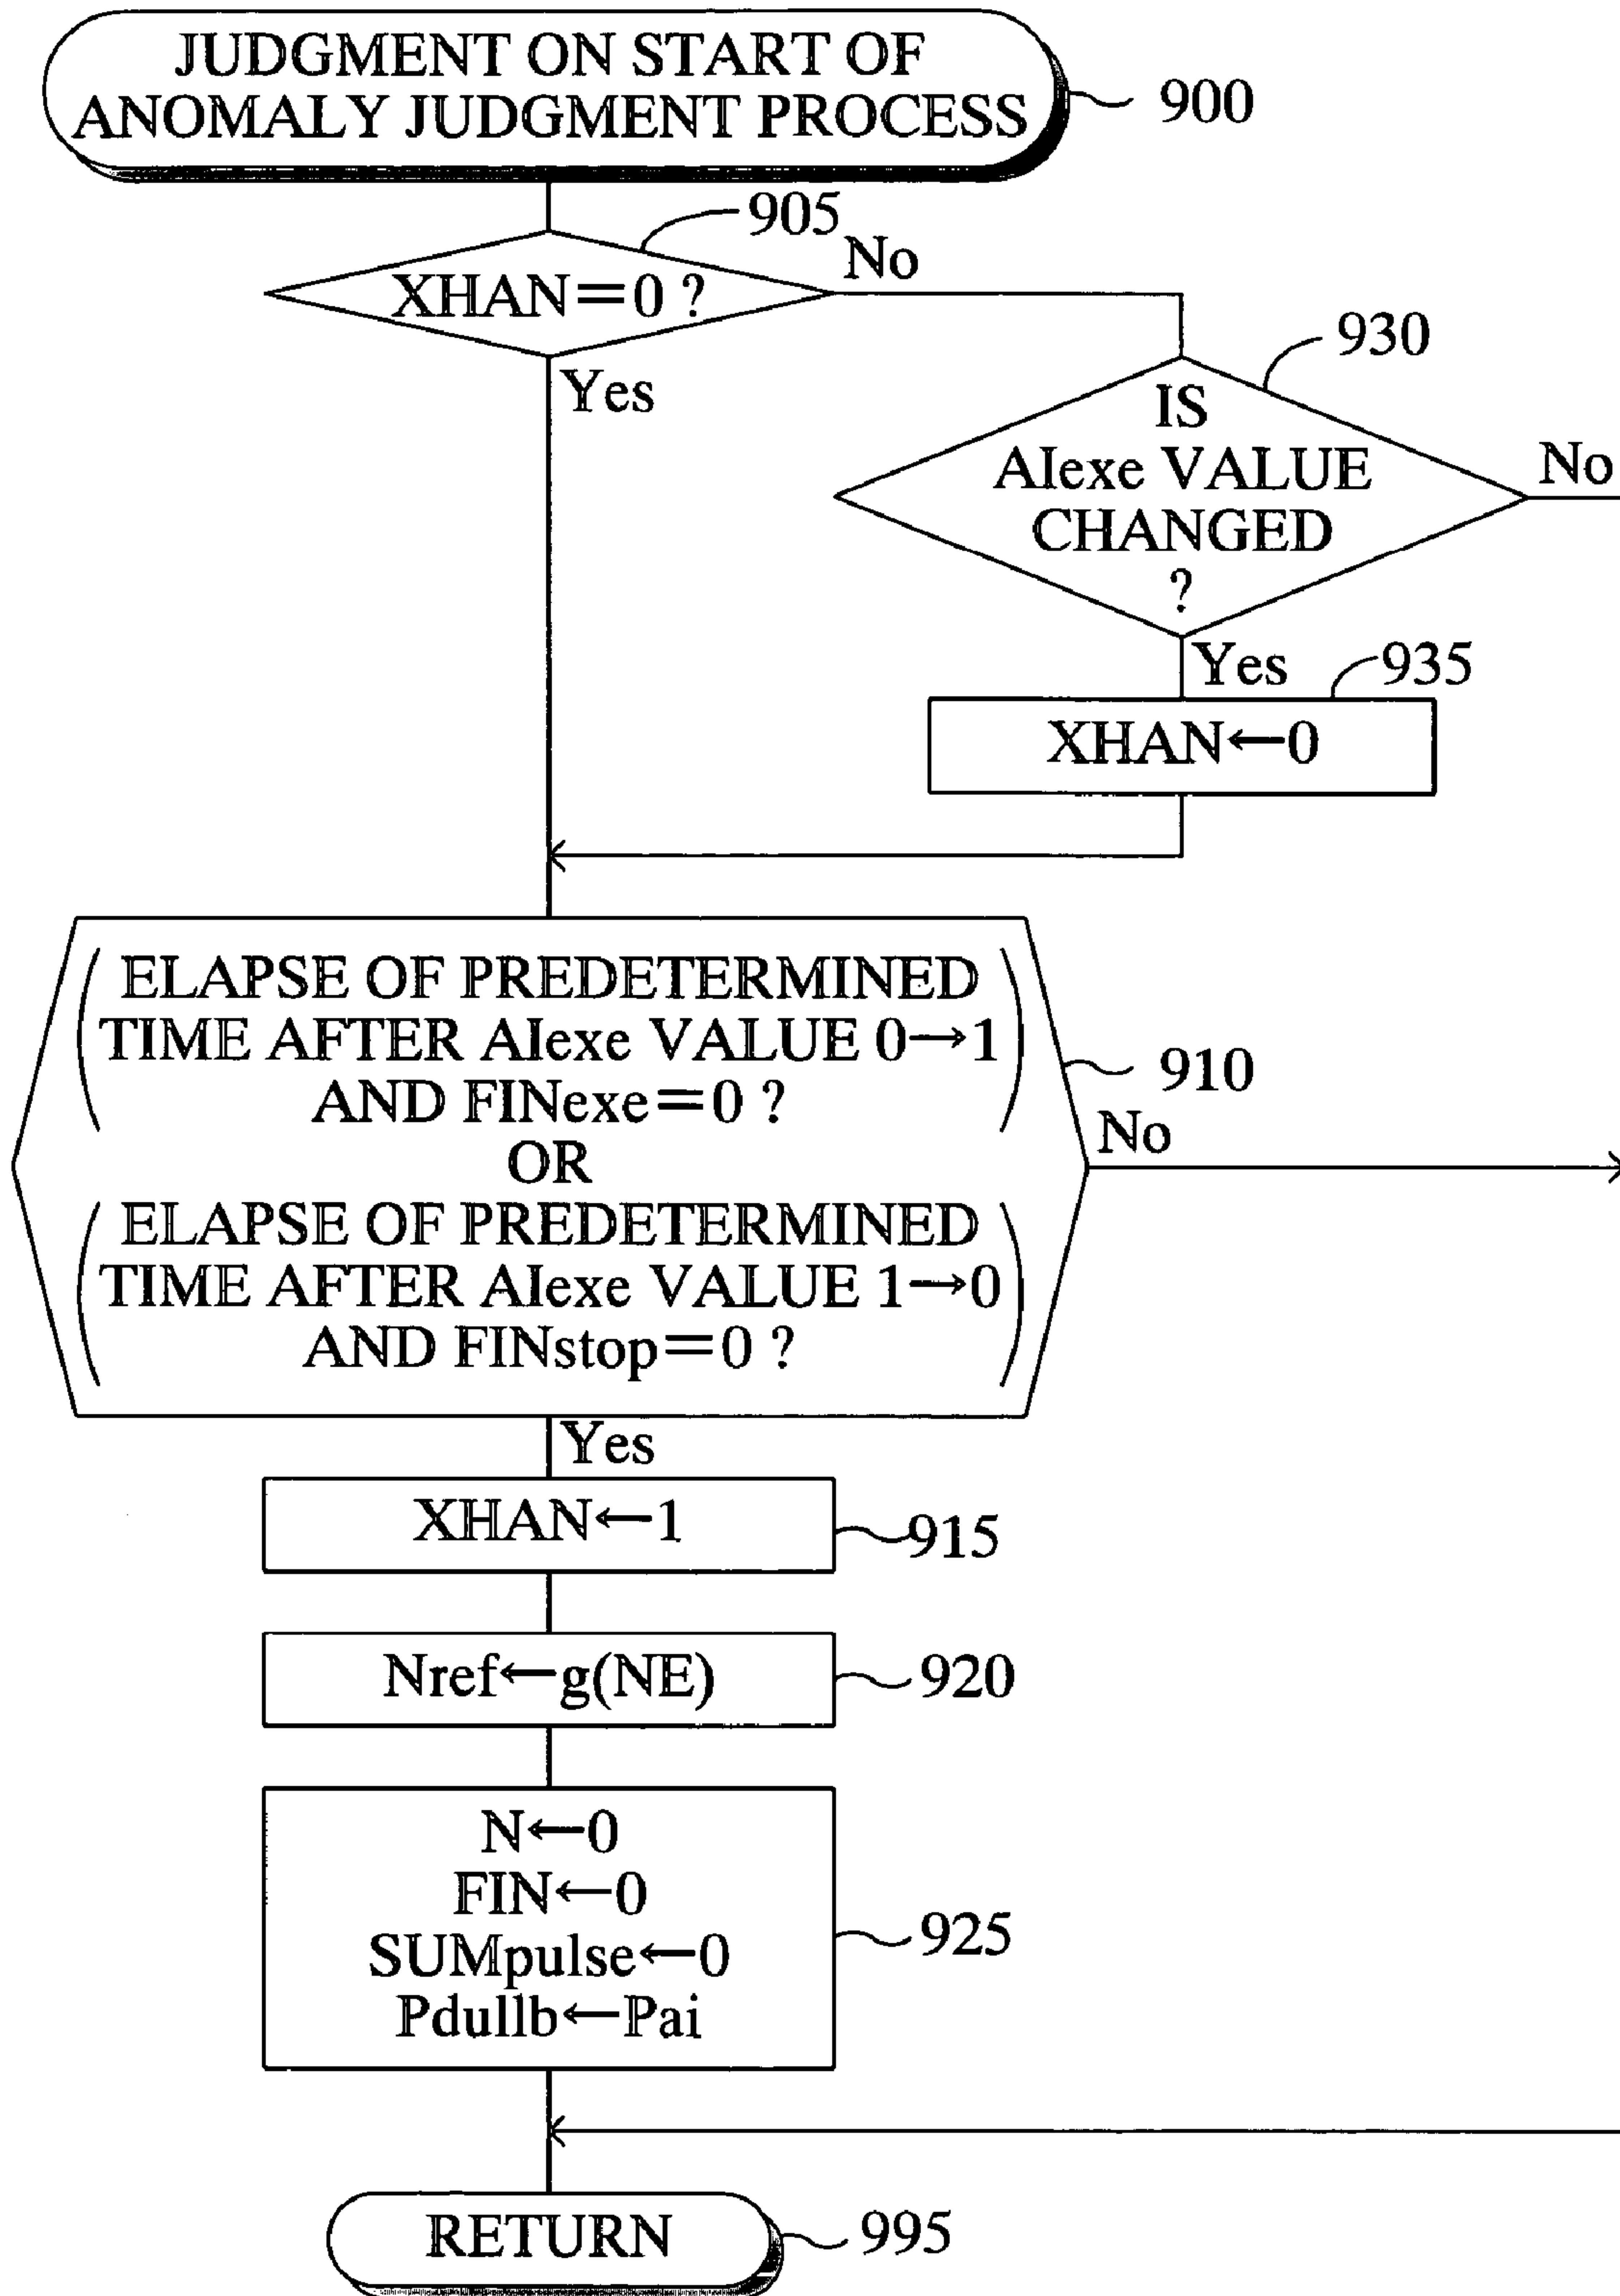 JUDGMENT ON START OF
ANOMALY JUDGMENT PROCESS
900
905
XHAN=0 ?
No
Yes
930
IS
AIexe VALUE
CHANGED
?
No
Yes
935
XHAN←0
ELAPSE OF PREDETERMINED
TIME AFTER AIexe VALUE 0→1
AND FINexe=0 ?
OR
ELAPSE OF PREDETERMINED
TIME AFTER AIexe VALUE 1→0
AND FINstop=0 ?
910
No
Yes
XHAN←1
915
Nref←g(NE)
920
N←0
FIN←0
SUMpulse←0
Pdullb←Pai
925
RETURN
995